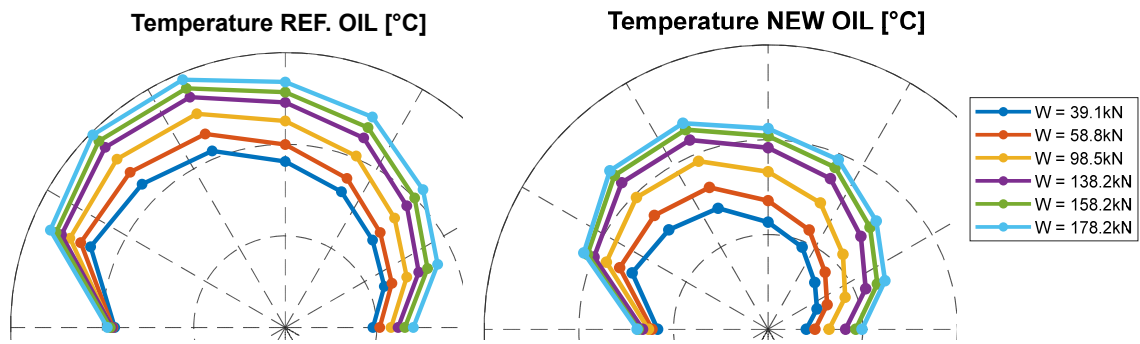 Temperature REF. OIL [°C]
Temperature NEW OIL [°C]
W = 39.1kN
W = 58.8kN
W = 98.5kN
W = 138.2kN
W = 158.2kN
W = 178.2kN